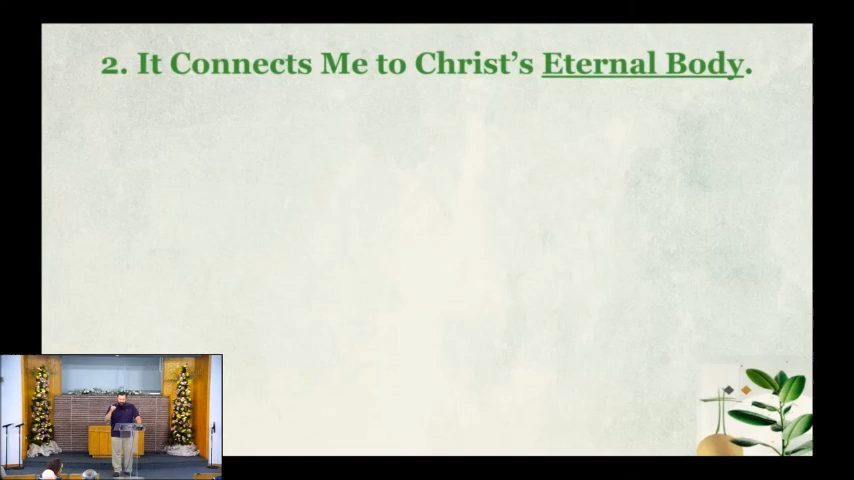 2. It Connects Me to Christ’s Eternal Body.